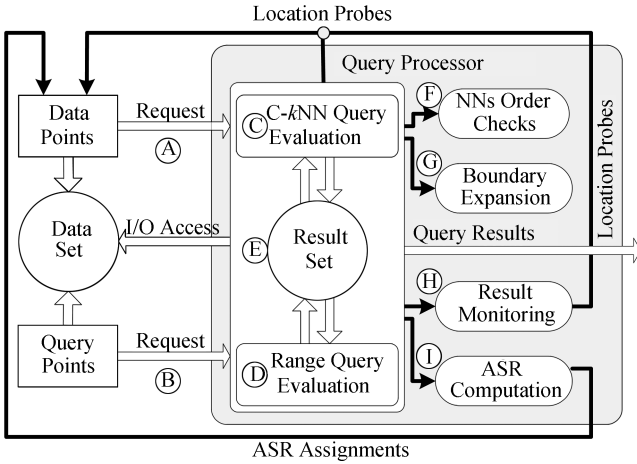 Location Probes
Query Processor
Data
Points
Request
A
C
C-kNN Query
Evaluation
F
NNs Order
Checks
G
Boundary
Expansion
Location Probes
Data
Set
I/O Access
E
Result
Set
Query Results
H
Result
Monitoring
Query
Points
Request
B
D
Range Query
Evaluation
I
ASR
Computation
ASR Assignments